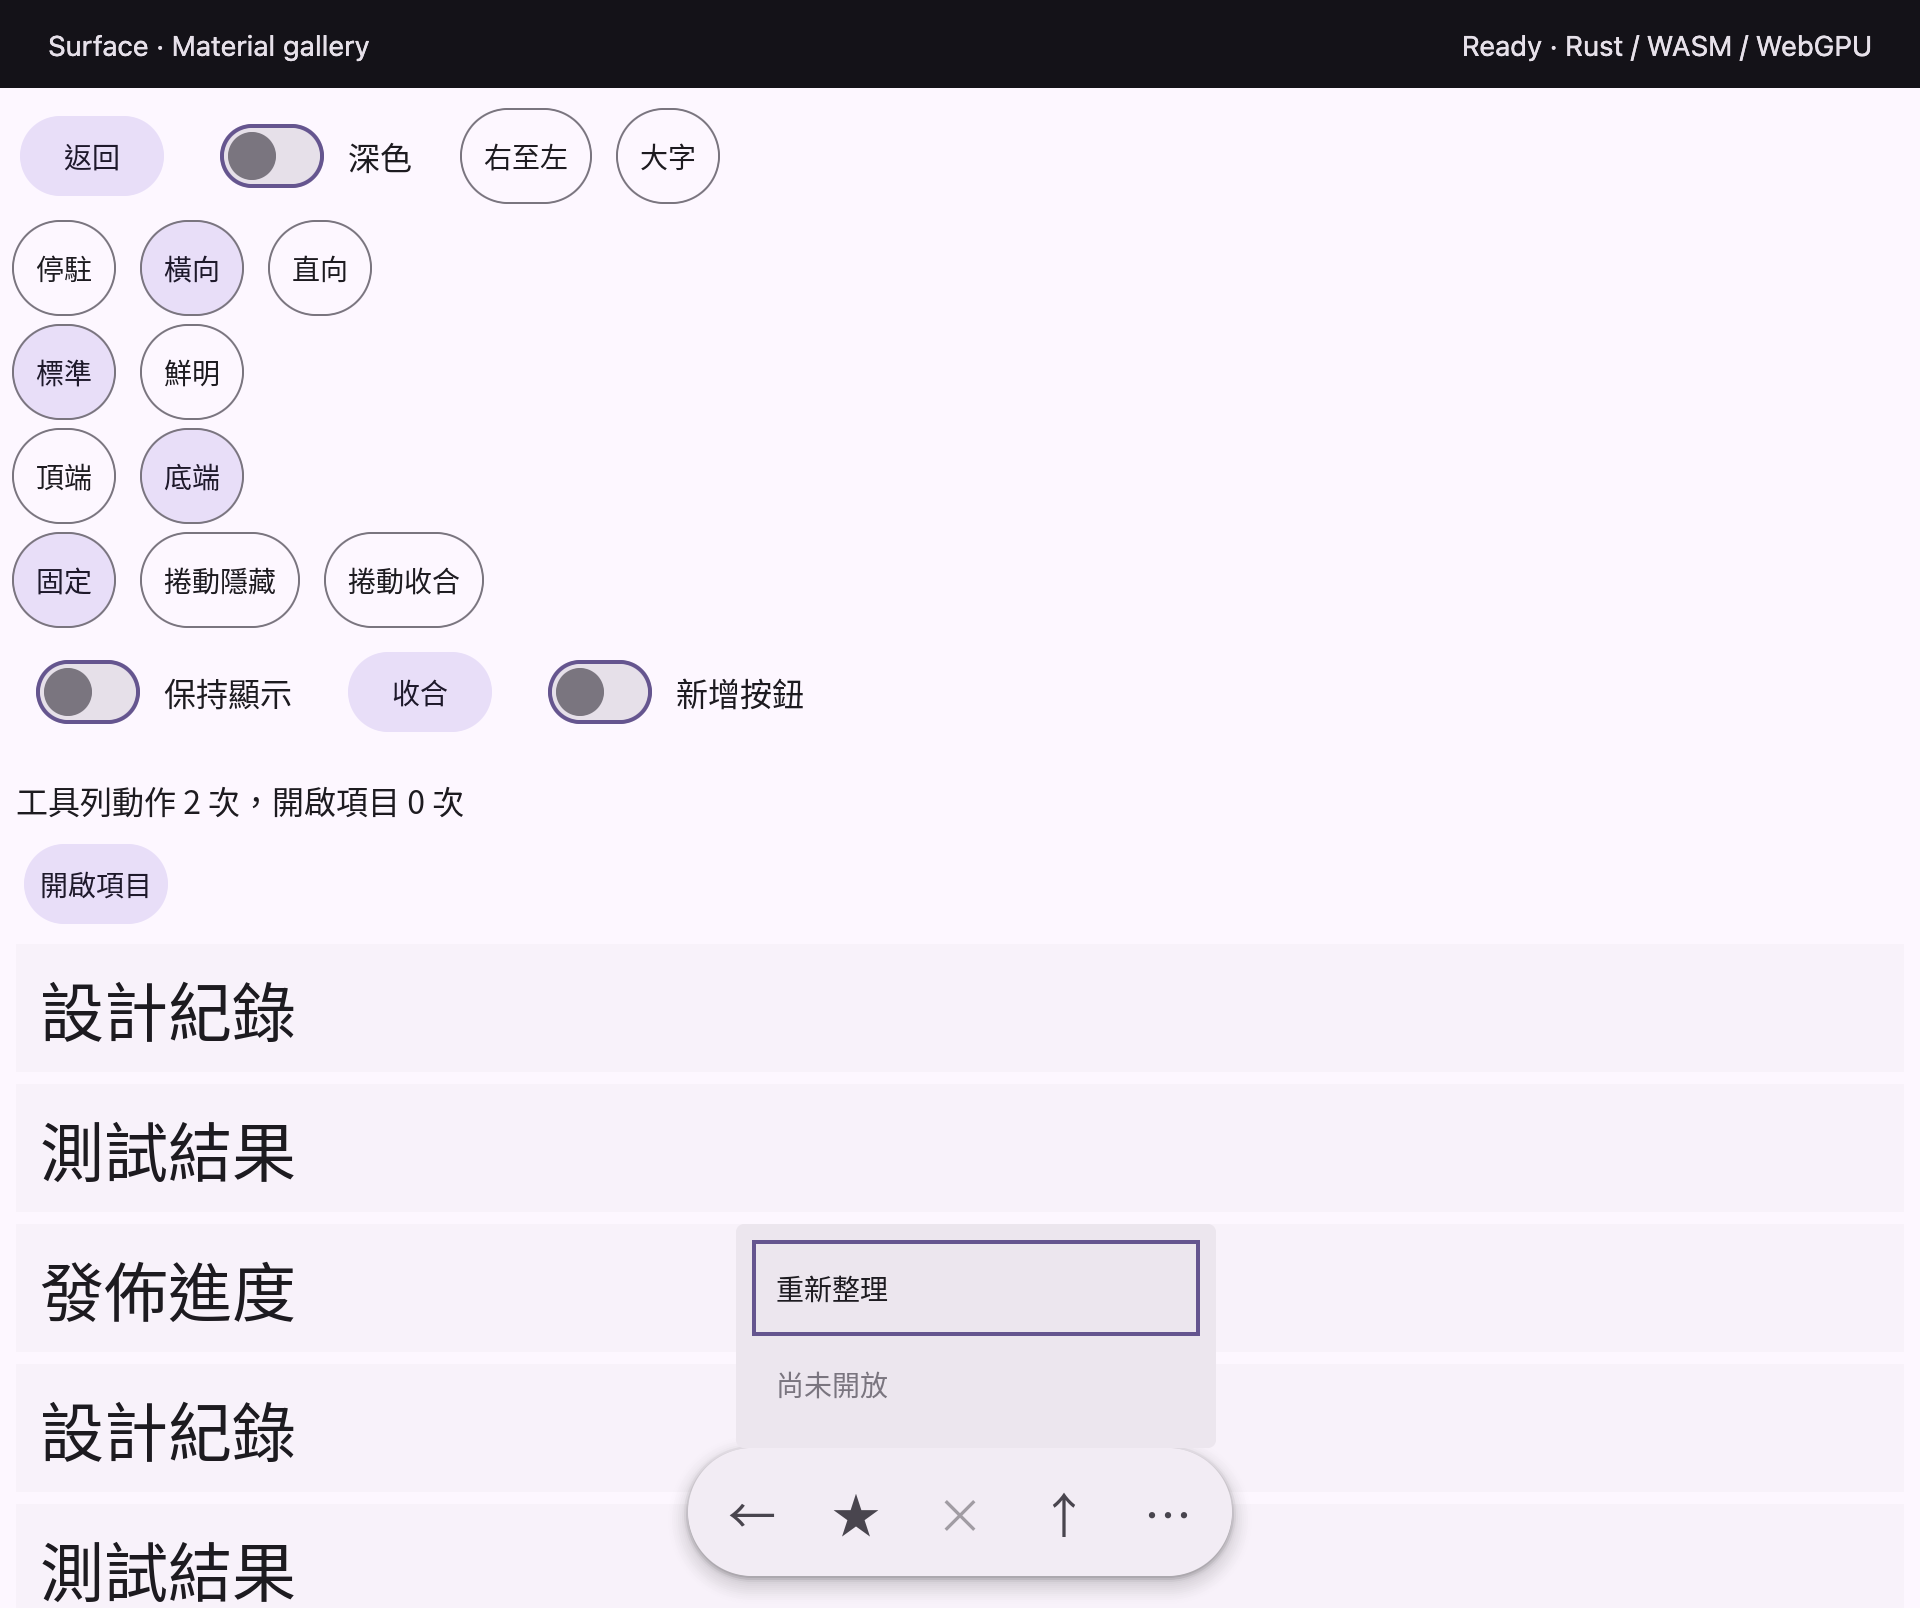 Surface · Material gallery
Ready · Rust / WASM / WebGPU
返回 深色 右至左 大字
停駐 橫向 直向
標準 鮮明
頂端 底端
固定 捲動隱藏 捲動收合
保持顯示 收合 新增按鈕
工具列動作 2 次，開啟項目 0 次
開啟項目
設計紀錄
測試結果
發佈進度
重新整理
尚未開放
設計紀錄
測試結果